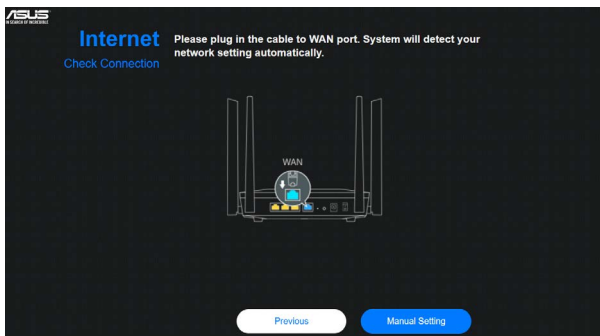 ASUS
IN SEARCH OF INCREDIBLE
Internet
Check Connection
Please plug in the cable to WAN port. System will detect your
network setting automatically.
WAN
Previous
Manual Setting